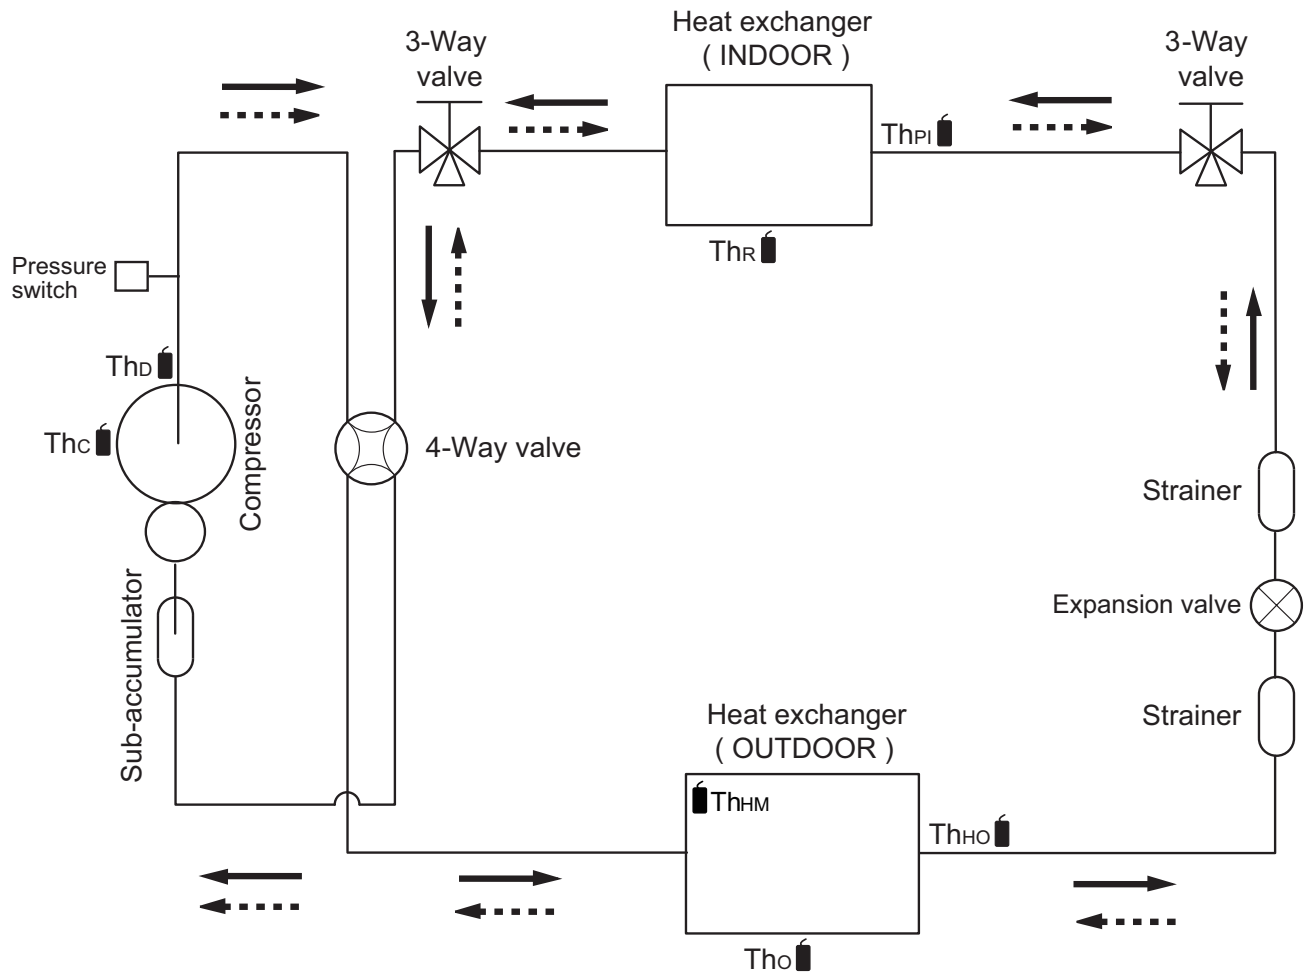 Heat exchanger
( INDOOR )
3-Way
valve
3-Way
valve
ThPI
ThR
Pressure
switch
ThD
ThC
Compressor
4-Way valve
Strainer
Expansion valve
Sub-accumulator
Strainer
Heat exchanger
( OUTDOOR )
ThHM
ThHO
ThO